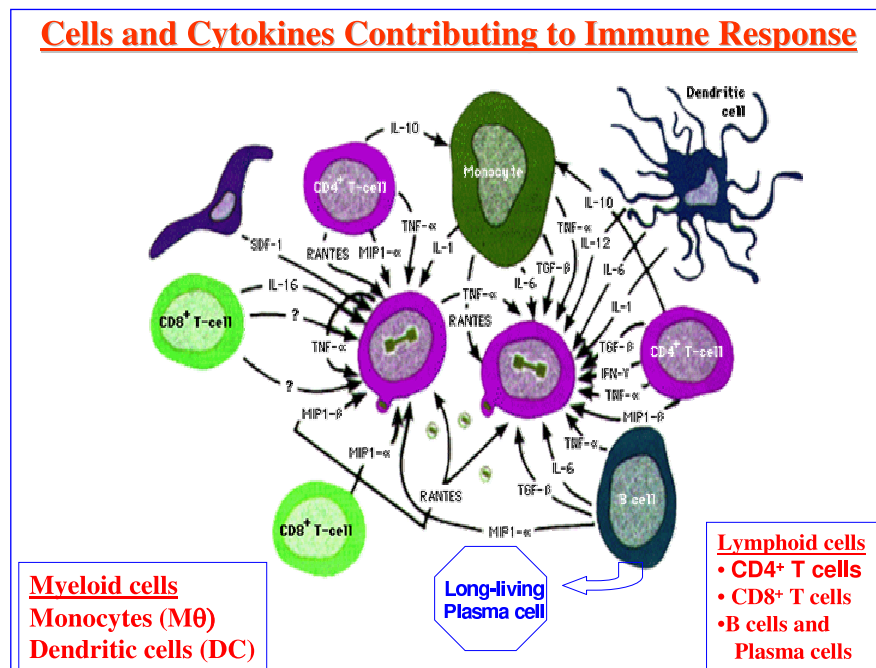 Cells and Cytokines Contributing to Immune Response
Dendritic
cell
IL-10
Monocyte
CD4⁺ T-cell
IL-10
TNF-α
TNF-α
SDF-1
RANTES
MIP1-α
IL-1
IL-12
TGF-β
IL-6
IL-6
IL-16
TNF-α
CD8⁺ T-cell
?
RANTES
IL-1
TNF-α
TGF-β
CD4⁺ T-cell
IFN-γ
?
TNF-α
MIP1-β
MIP1-β
TNF-α
MIP1-α
IL-6
RANTES
TGF-β
B cell
CD8⁺ T-cell
MIP1-α
Long-living
Plasma cell
Myeloid cells
Monocytes (Mθ)
Dendritic cells (DC)
Lymphoid cells
• CD4⁺ T cells
• CD8⁺ T cells
•B cells and
Plasma cells